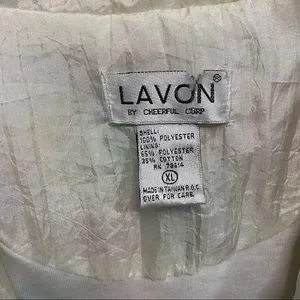 LAVON®
BY CHEERFUL CORP
SHELL:
100% POLYESTER
LINING:
65% POLYESTER
35% COTTON
RN 78614
XL
MADE IN TAIWAN R.O.C
OVER FOR CARE